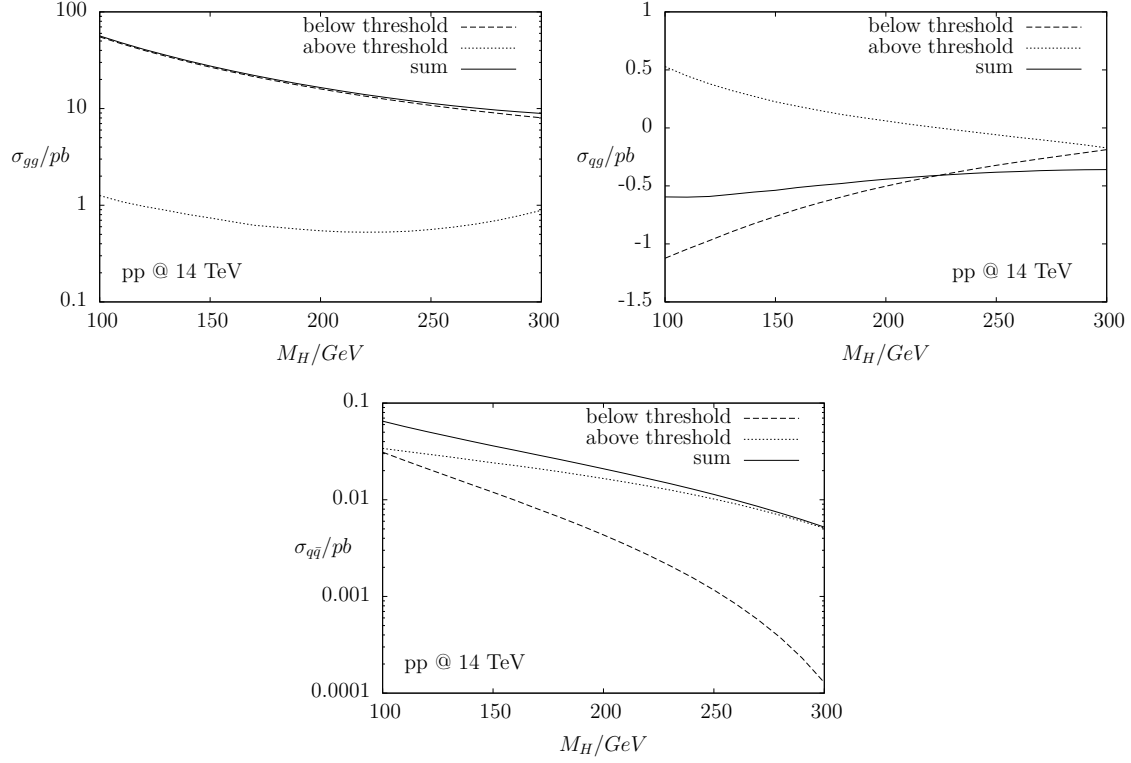 100
10
1
0.1
σgg/pb
below threshold
above threshold
sum
pp @ 14 TeV
100 150 200 250 300
MH/GeV
1
0.5
0
-0.5
-1
-1.5
σqg/pb
below threshold
above threshold
sum
pp @ 14 TeV
100 150 200 250 300
MH/GeV
0.1
0.01
0.001
0.0001
σqq̄/pb
below threshold
above threshold
sum
pp @ 14 TeV
100 150 200 250 300
MH/GeV